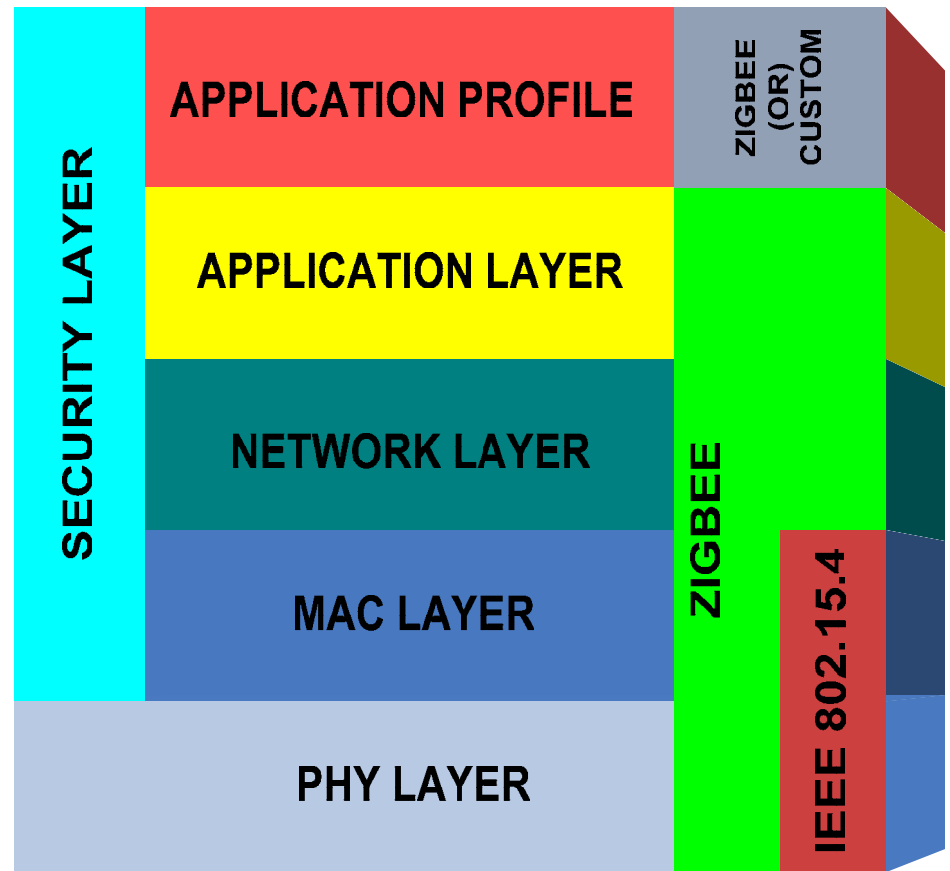 SECURITY LAYER
APPLICATION PROFILE
ZIGBEE
(OR)
CUSTOM
APPLICATION LAYER
NETWORK LAYER
ZIGBEE
MAC LAYER
IEEE 802.15.4
PHY LAYER